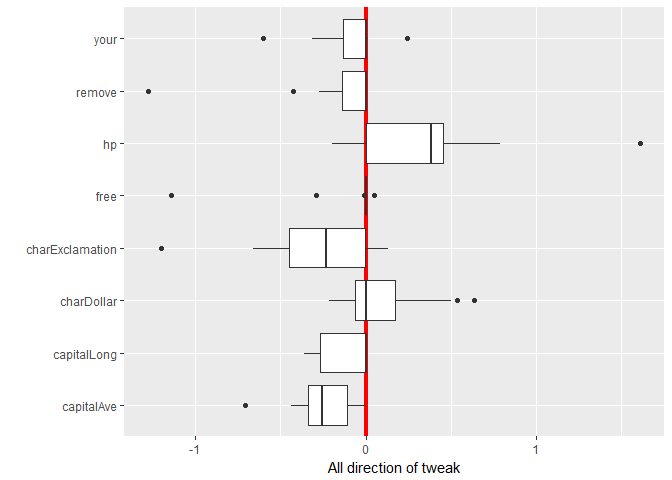 your
remove
hp
free
charExclamation
charDollar
capitalLong
capitalAve
-1 0 1
All direction of tweak